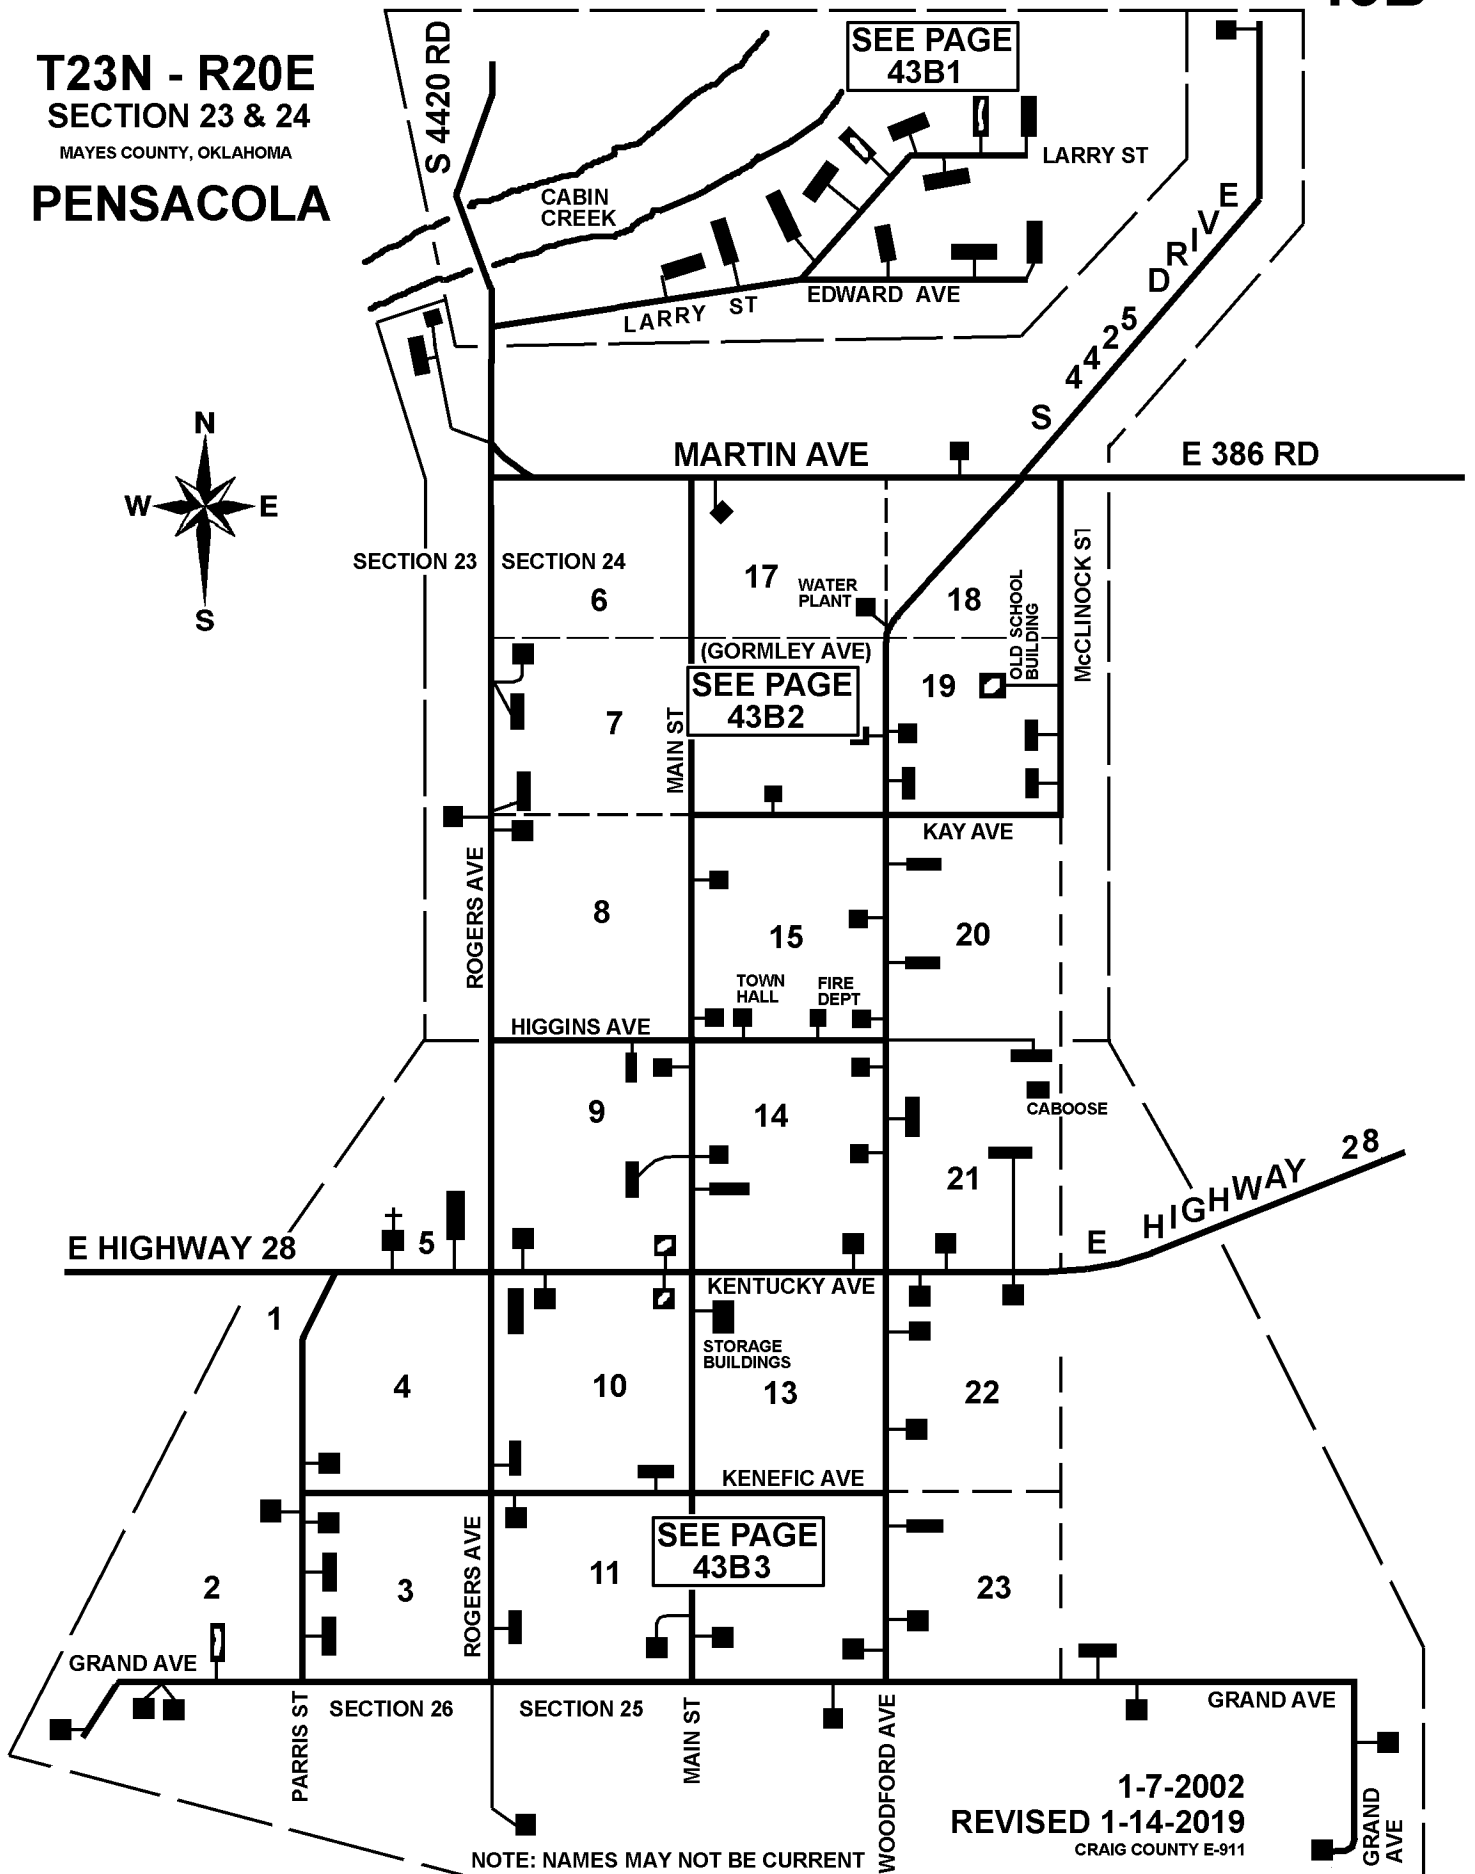 T23N - R20E
SECTION 23 & 24
MAYES COUNTY, OKLAHOMA
PENSACOLA
S 4420 RD
SEE PAGE
43B1
LARRY ST
CABIN
CREEK
EDWARD AVE
LARRY ST
S 4425 DRIVE
N
W E
S
MARTIN AVE
E 386 RD
SECTION 23
SECTION 24
6
17
WATER
PLANT
18
OLD SCHOOL
BUILDING
McCLINOCK ST
(GORMLEY AVE)
SEE PAGE
43B2
19
7
MAIN ST
KAY AVE
ROGERS AVE
8
15
20
TOWN
HALL
FIRE
DEPT
HIGGINS AVE
9
14
CABOOSE
21
E HIGHWAY 28
5
E HIGHWAY 28
KENTUCKY AVE
1
STORAGE
BUILDINGS
4
10
13
22
KENEFIC AVE
ROGERS AVE
SEE PAGE
43B3
2
3
11
23
GRAND AVE
PARRIS ST
SECTION 26
SECTION 25
MAIN ST
WOODFORD AVE
GRAND AVE
GRAND
AVE
1-7-2002
REVISED 1-14-2019
CRAIG COUNTY E-911
NOTE: NAMES MAY NOT BE CURRENT